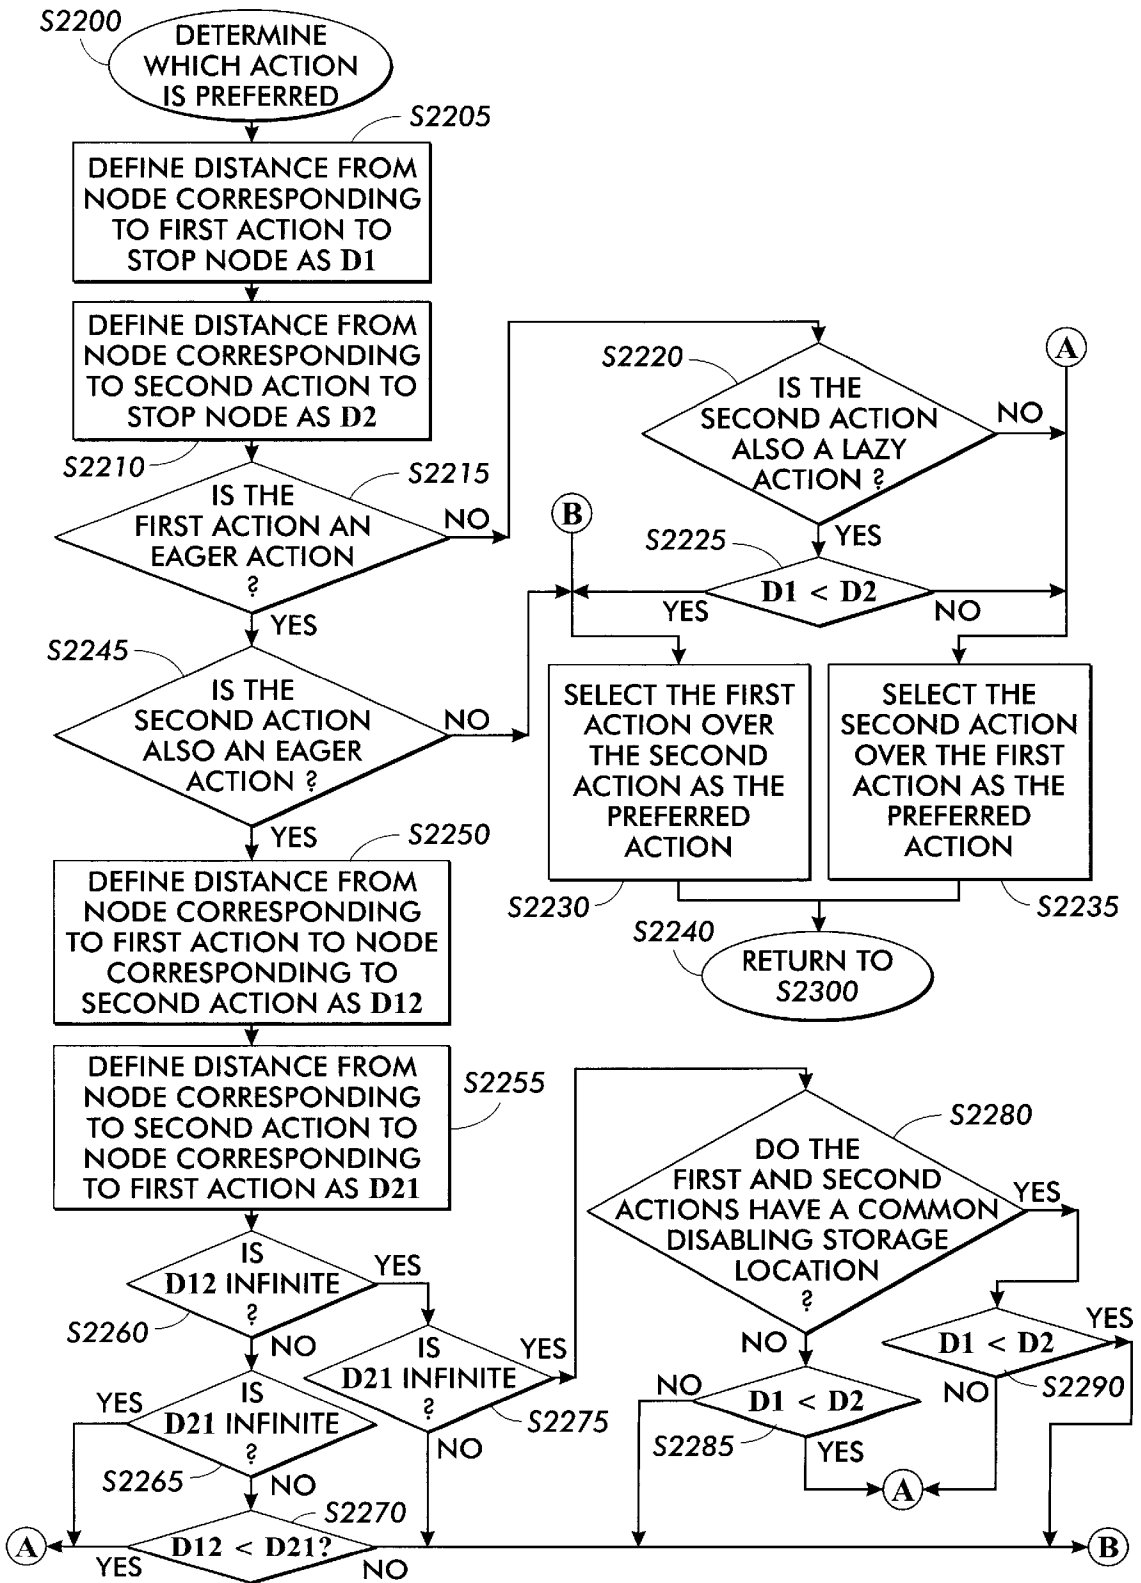 S2200
DETERMINE
WHICH ACTION
IS PREFERRED
S2205
DEFINE DISTANCE FROM
NODE CORRESPONDING
TO FIRST ACTION TO
STOP NODE AS D1
DEFINE DISTANCE FROM
NODE CORRESPONDING
TO SECOND ACTION TO
STOP NODE AS D2
S2210
S2215
IS THE
FIRST ACTION AN
EAGER ACTION
?
NO
YES
S2220
IS THE
SECOND ACTION
ALSO A LAZY
ACTION ?
NO
YES
A
B
S2225
D1 < D2
YES
NO
S2245
IS THE
SECOND ACTION
ALSO AN EAGER
ACTION ?
NO
YES
SELECT THE FIRST
ACTION OVER
THE SECOND
ACTION AS THE
PREFERRED
ACTION
S2230
SELECT THE
SECOND ACTION
OVER THE FIRST
ACTION AS THE
PREFERRED
ACTION
S2235
S2240
RETURN TO
S2300
S2250
DEFINE DISTANCE FROM
NODE CORRESPONDING
TO FIRST ACTION TO NODE
CORRESPONDING TO
SECOND ACTION AS D12
DEFINE DISTANCE FROM
NODE CORRESPONDING
TO SECOND ACTION TO
NODE CORRESPONDING
TO FIRST ACTION AS D21
S2255
IS
D12 INFINITE
?
YES
S2260
NO
IS
D21 INFINITE
?
YES
S2275
NO
YES
IS
D21 INFINITE
?
S2265
NO
S2270
D12 < D21?
A
YES
NO
S2280
DO THE
FIRST AND SECOND
ACTIONS HAVE A COMMON
DISABLING STORAGE
LOCATION
?
YES
NO
D1 < D2
YES
NO
S2290
NO
D1 < D2
S2285
YES
A
B